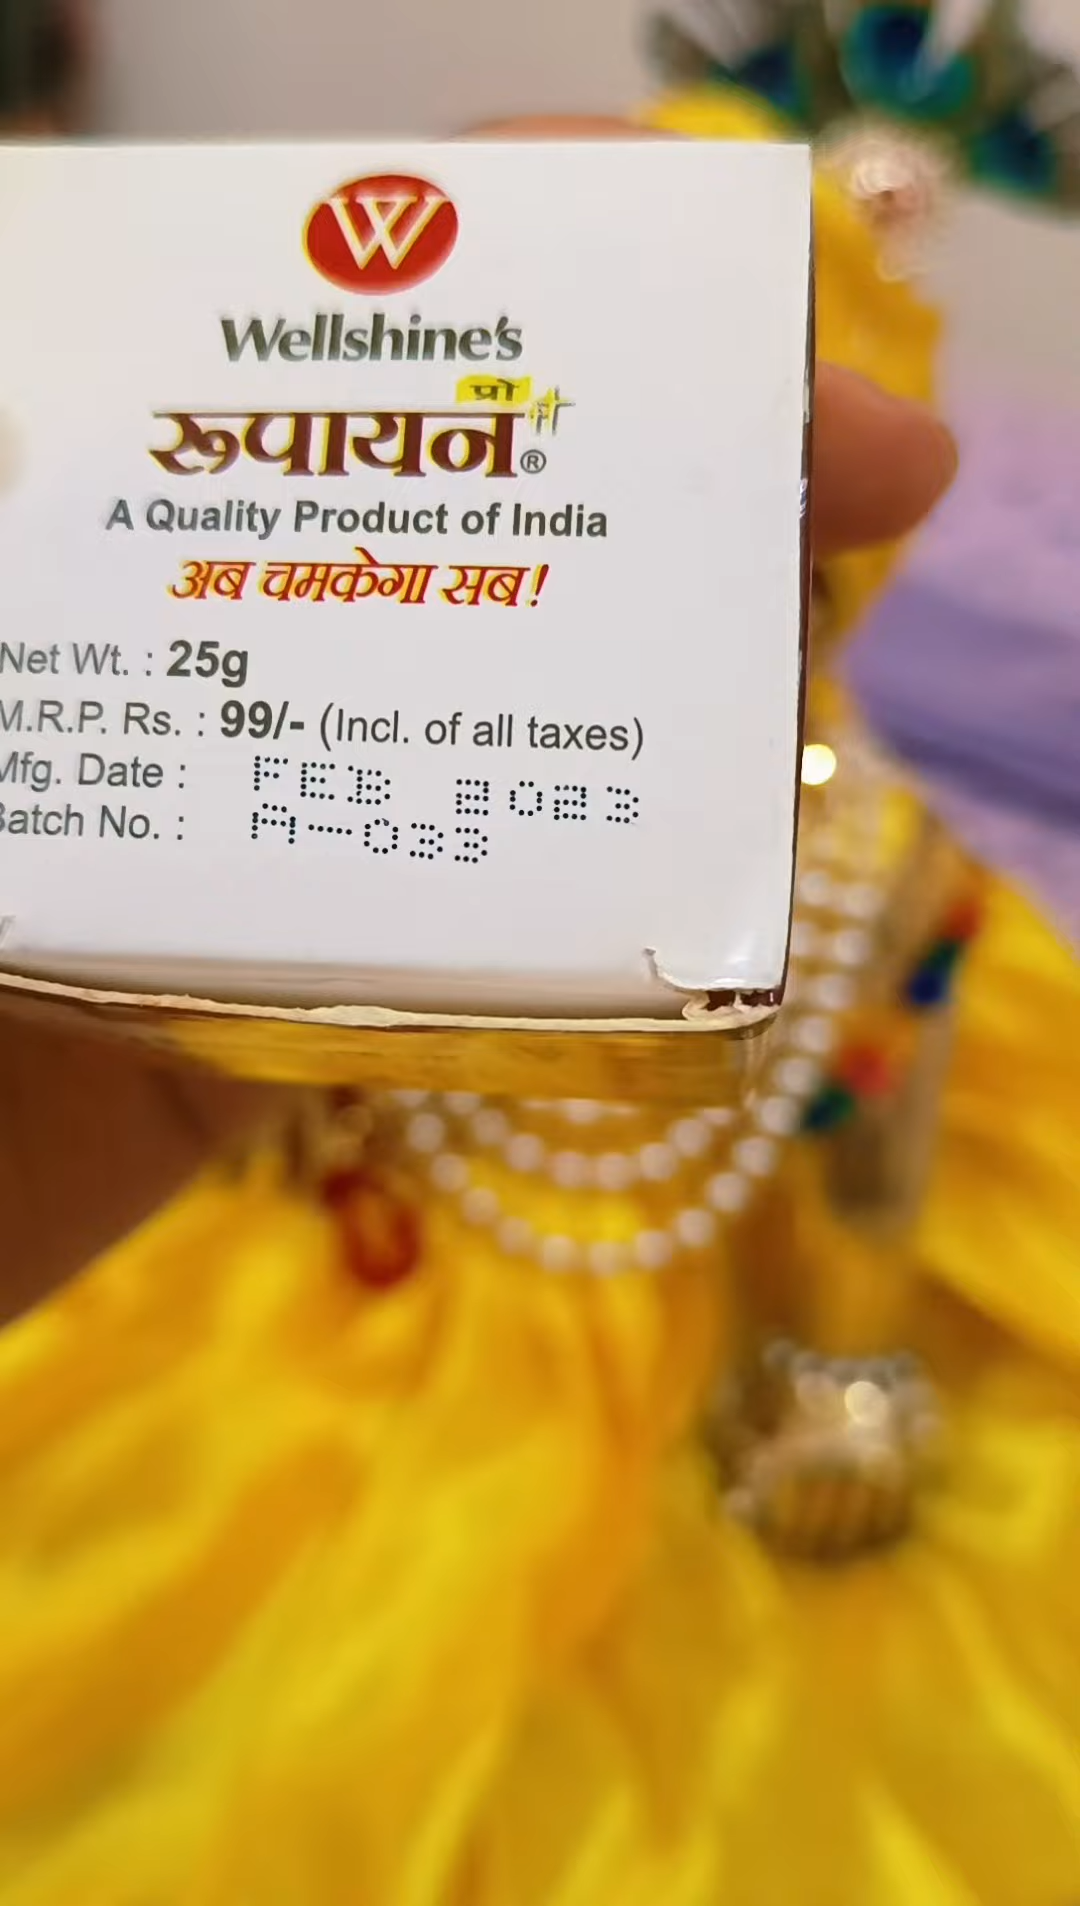 W
Wellshine's
प्रो
रूपायन®
A Quality Product of India
अब चमकेगा सब!
Net Wt. : 25g
M.R.P. Rs. : 99/- (Incl. of all taxes)
Mfg. Date : FEB 2023
Batch No. : A-033